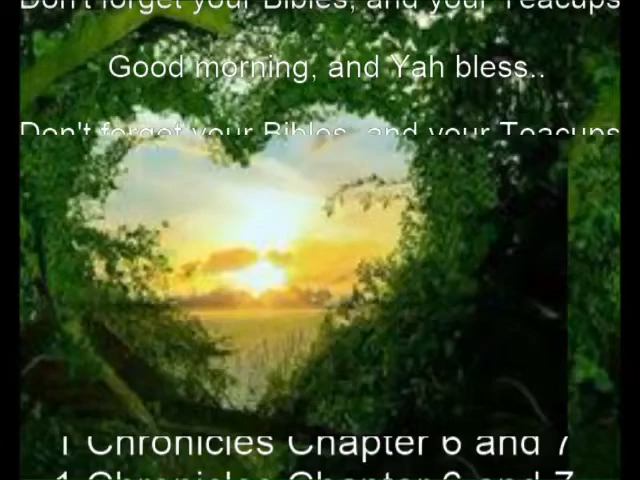 Don't forget your Bibles, and your Teacups
Good morning, and Yah bless..
Don't forget your Bibles, and your Teacups
1 Chronicles Chapter 6 and 7
1 Chronicles Chapter 6 and 7